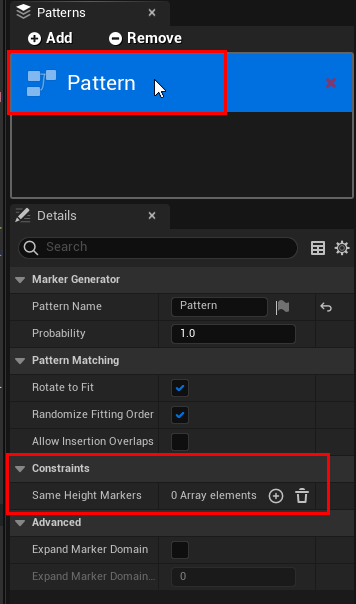 Patterns
Add Remove
Pattern
Details
Search
Marker Generator
Pattern Name Pattern
Probability 1.0
Pattern Matching
Rotate to Fit
Randomize Fitting Order
Allow Insertion Overlaps
Constraints
Same Height Markers 0 Array elements
Advanced
Expand Marker Domain
Expand Marker Domain... 0